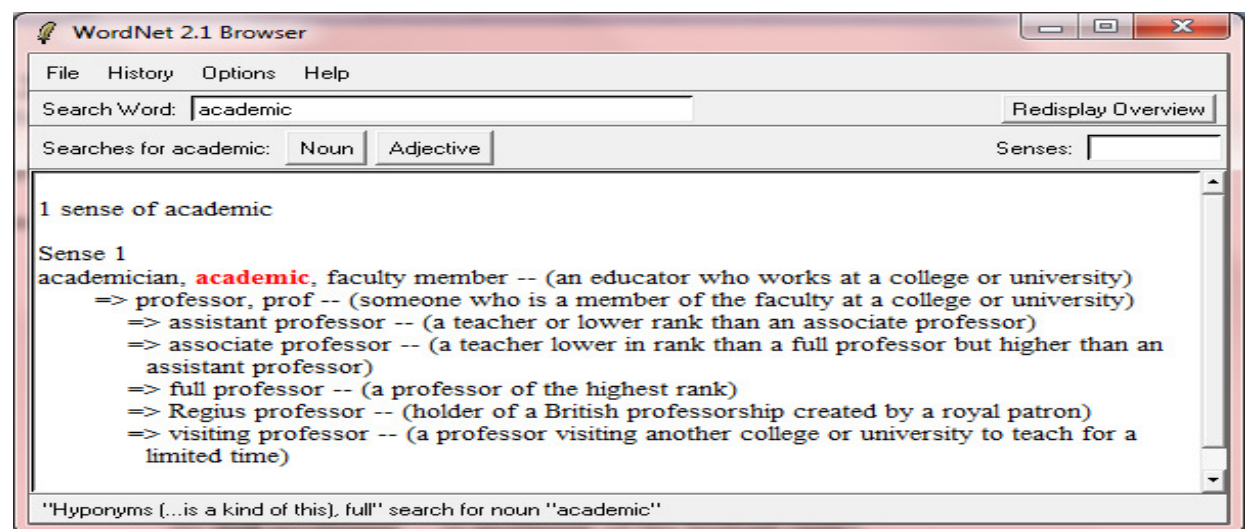 WordNet 2.1 Browser
File History Options Help
Search Word: academic Redisplay Overview
Searches for academic: Noun Adjective Senses:
1 sense of academic
Sense 1
academician, academic, faculty member -- (an educator who works at a college or university)
=> professor, prof -- (someone who is a member of the faculty at a college or university)
=> assistant professor -- (a teacher or lower rank than an associate professor)
=> associate professor -- (a teacher lower in rank than a full professor but higher than an
assistant professor)
=> full professor -- (a professor of the highest rank)
=> Regius professor -- (holder of a British professorship created by a royal patron)
=> visiting professor -- (a professor visiting another college or university to teach for a
limited time)
"Hyponyms (...is a kind of this), full" search for noun "academic"